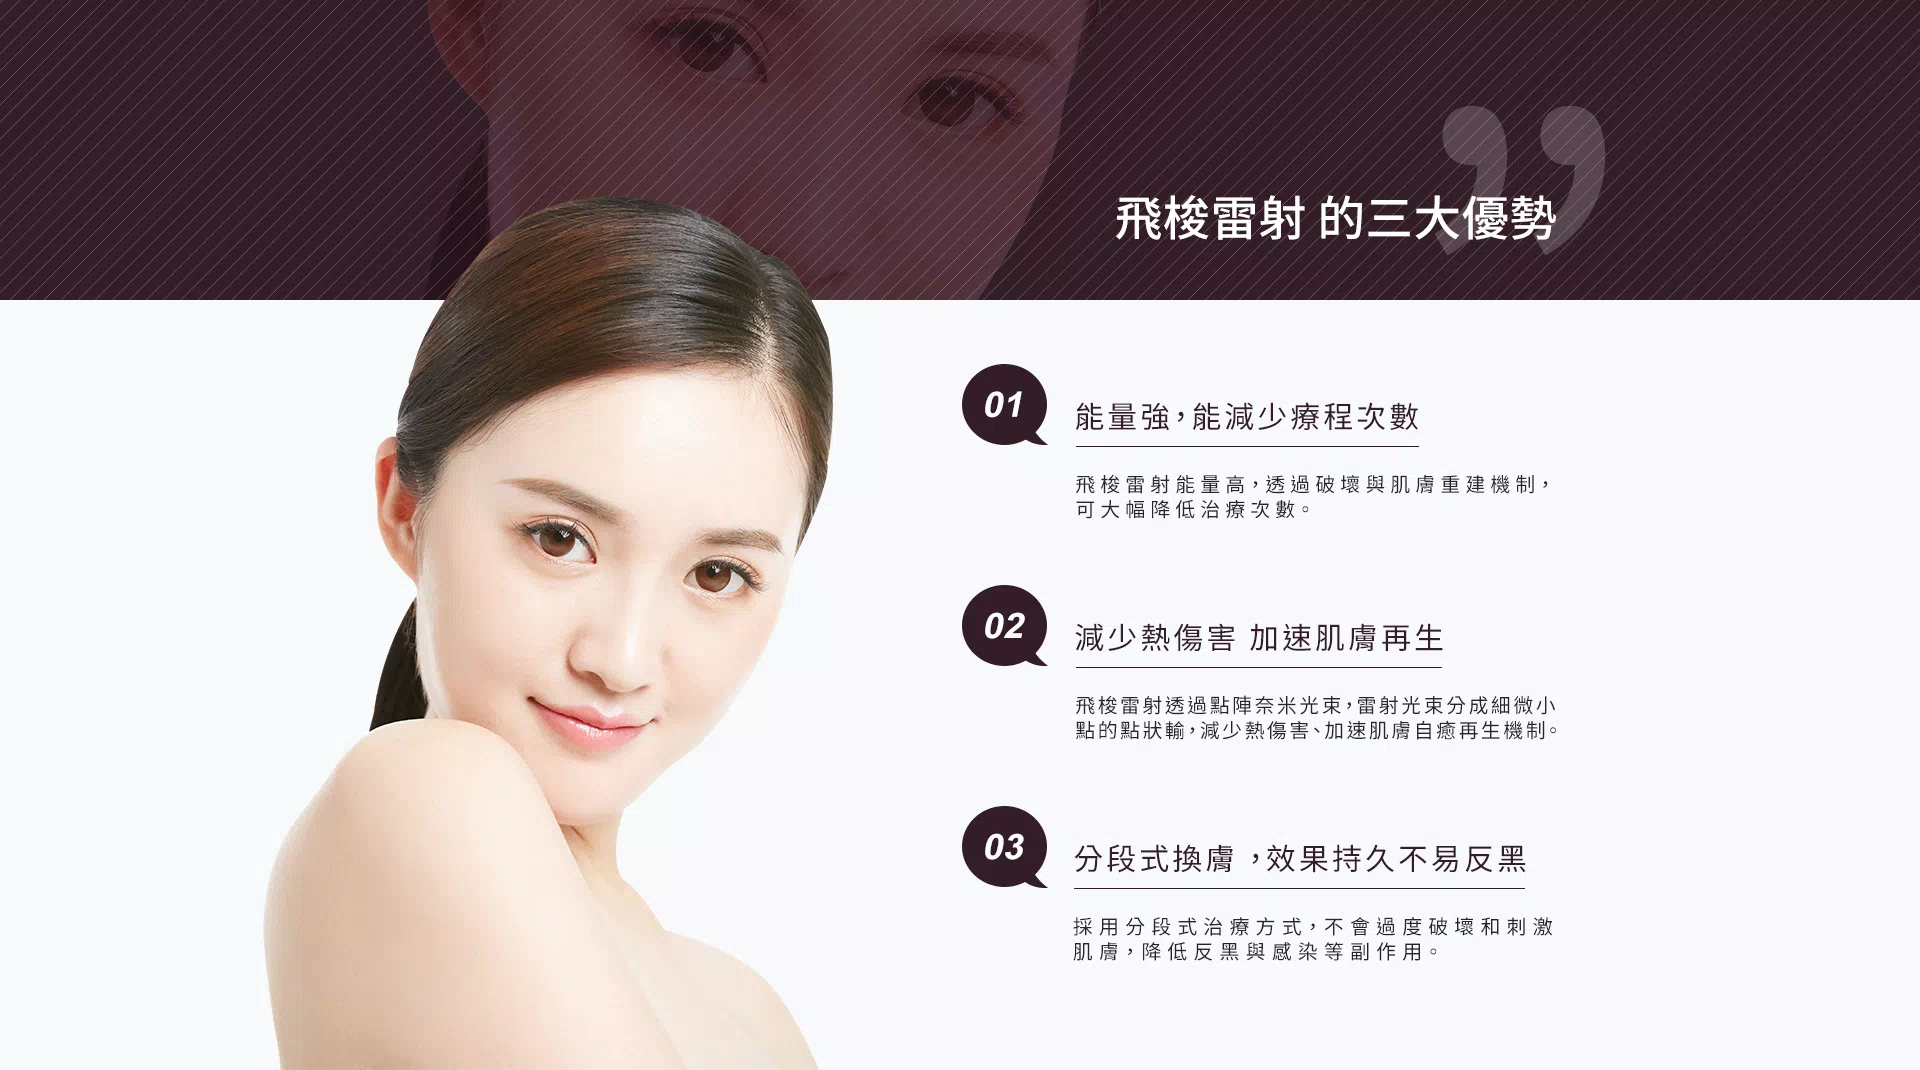 飛梭雷射 的三大優勢
01
能量強，能減少療程次數
飛梭雷射能量高，透過破壞與肌膚重建機制，
可大幅降低治療次數。
02
減少熱傷害 加速肌膚再生
飛梭雷射透過點陣奈米光束，雷射光束分成細微小
點的點狀輸，減少熱傷害、加速肌膚自癒再生機制。
03
分段式換膚 ，效果持久不易反黑
採用分段式治療方式，不會過度破壞和刺激
肌膚，降低反黑與感染等副作用。